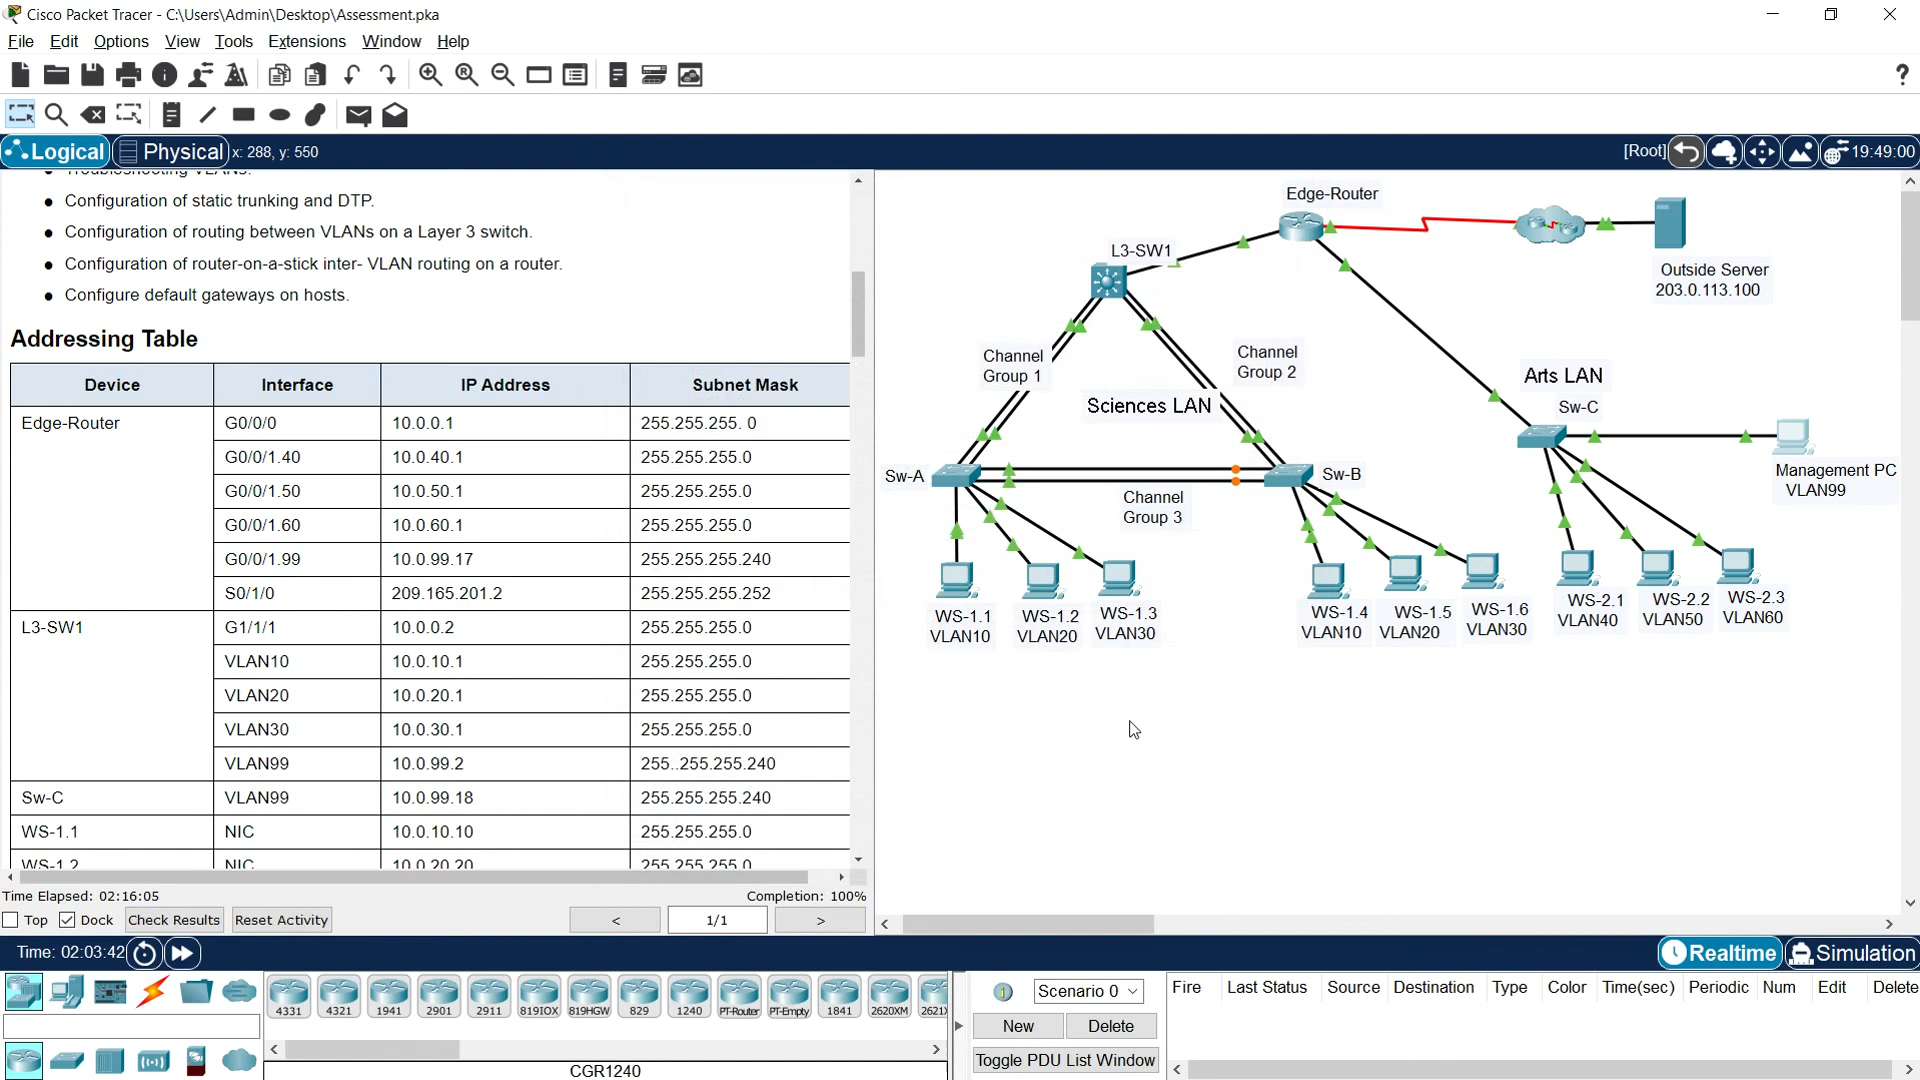 Cisco Packet Tracer - C:\Users\Admin\Desktop\Assessment.pka
File Edit Options View Tools Extensions Window Help
?
Logical Physical x: 288, y: 550 [Root] 19:49:00
Troubleshooting VLANs.
Configuration of static trunking and DTP.
Configuration of routing between VLANs on a Layer 3 switch.
Configuration of router-on-a-stick inter- VLAN routing on a router.
Configure default gateways on hosts.
Addressing Table
Device Interface IP Address Subnet Mask
Edge-Router G0/0/0 10.0.0.1 255.255.255. 0
G0/0/1.40 10.0.40.1 255.255.255.0
G0/0/1.50 10.0.50.1 255.255.255.0
G0/0/1.60 10.0.60.1 255.255.255.0
G0/0/1.99 10.0.99.17 255.255.255.240
S0/1/0 209.165.201.2 255.255.255.252
L3-SW1 G1/1/1 10.0.0.2 255.255.255.0
VLAN10 10.0.10.1 255.255.255.0
VLAN20 10.0.20.1 255.255.255.0
VLAN30 10.0.30.1 255.255.255.0
VLAN99 10.0.99.2 255..255.255.240
Sw-C VLAN99 10.0.99.18 255.255.255.240
WS-1.1 NIC 10.0.10.10 255.255.255.0
WS-1.2 NIC 10.0.20.20 255.255.255.0
Time Elapsed: 02:16:05 Completion: 100%
Top Dock Check Results Reset Activity < 1/1 >
Edge-Router
L3-SW1
Outside Server
203.0.113.100
Channel
Group 1
Channel
Group 2
Sciences LAN
Arts LAN
Sw-C
Sw-A
Sw-B
Management PC
VLAN99
Channel
Group 3
WS-1.1
VLAN10
WS-1.2
VLAN20
WS-1.3
VLAN30
WS-1.4
VLAN10
WS-1.5
VLAN20
WS-1.6
VLAN30
WS-2.1
VLAN40
WS-2.2
VLAN50
WS-2.3
VLAN60
Time: 02:03:42 Realtime Simulation
4331 4321 1941 2901 2911 819IOX 819HGW 829 1240 PT-Router PT-Empty 1841 2620XM 2621X
CGR1240
Scenario 0
New Delete
Toggle PDU List Window
Fire Last Status Source Destination Type Color Time(sec) Periodic Num Edit Delete